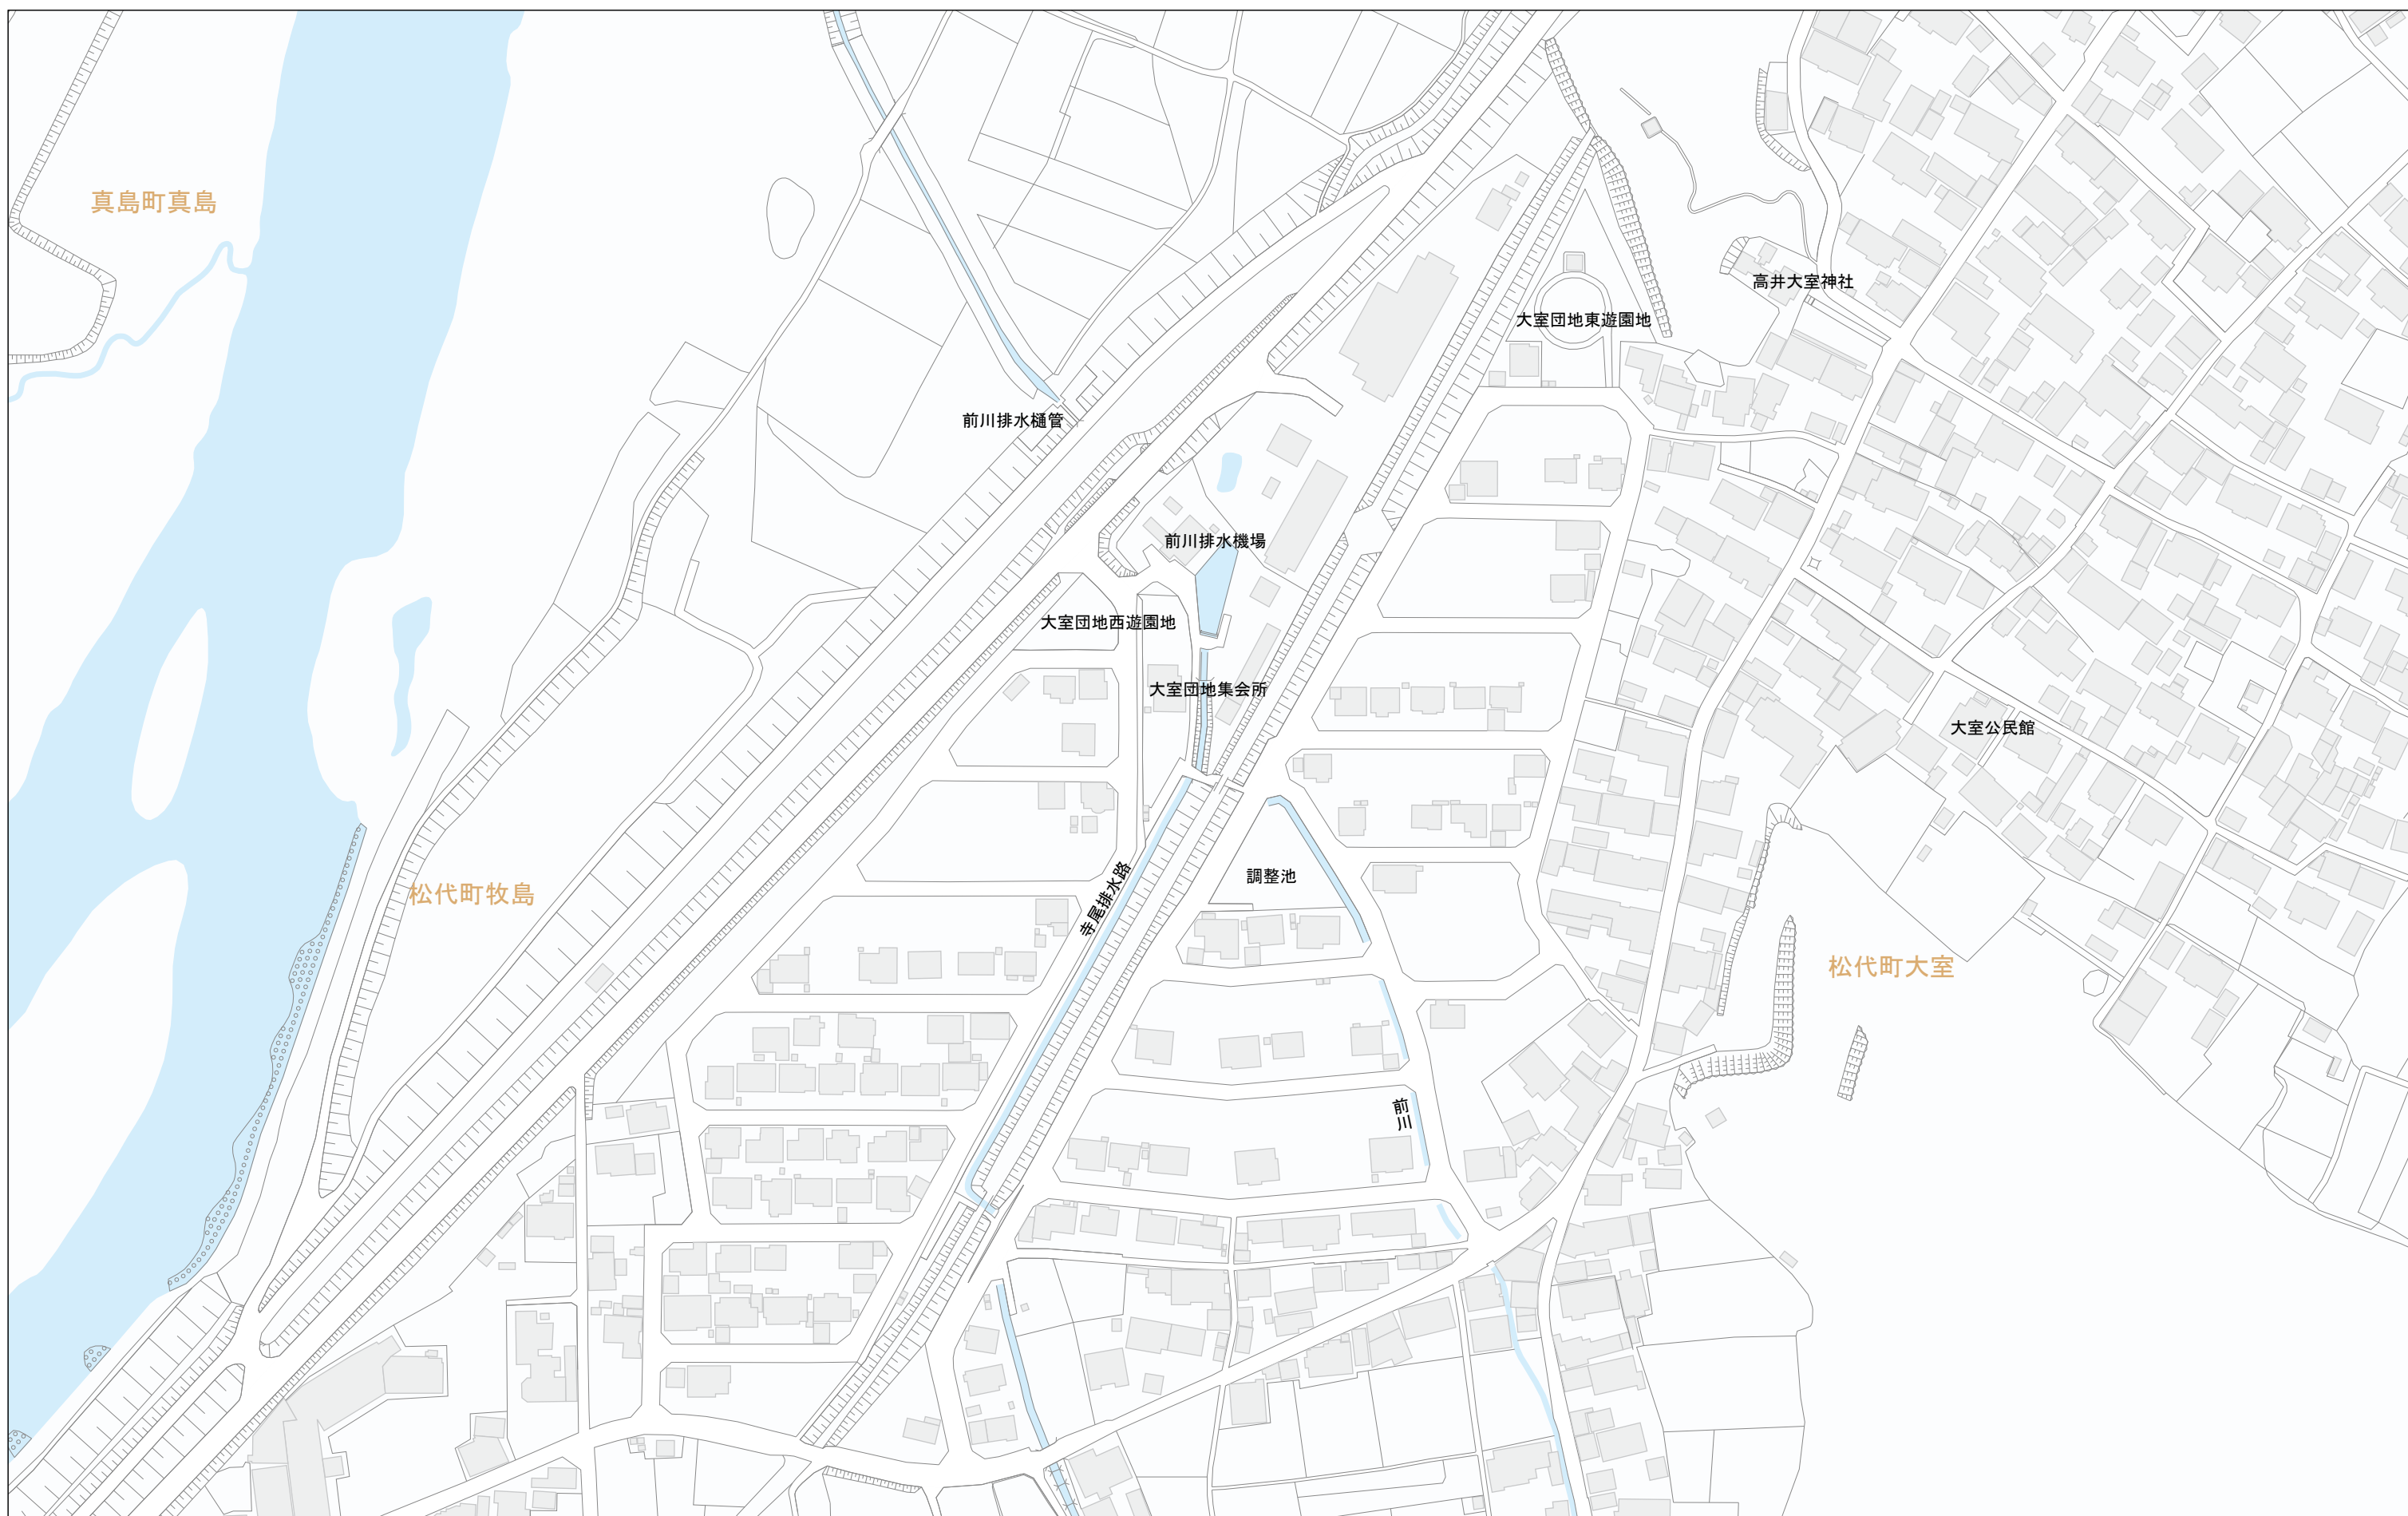 真島町真島
高井大室神社
大室団地東遊園地
前川排水樋管
前川排水機場
大室団地西遊園地
大室団地集会所
大室公民館
調整池
松代町牧島
寺尾排水路
松代町大室
前川